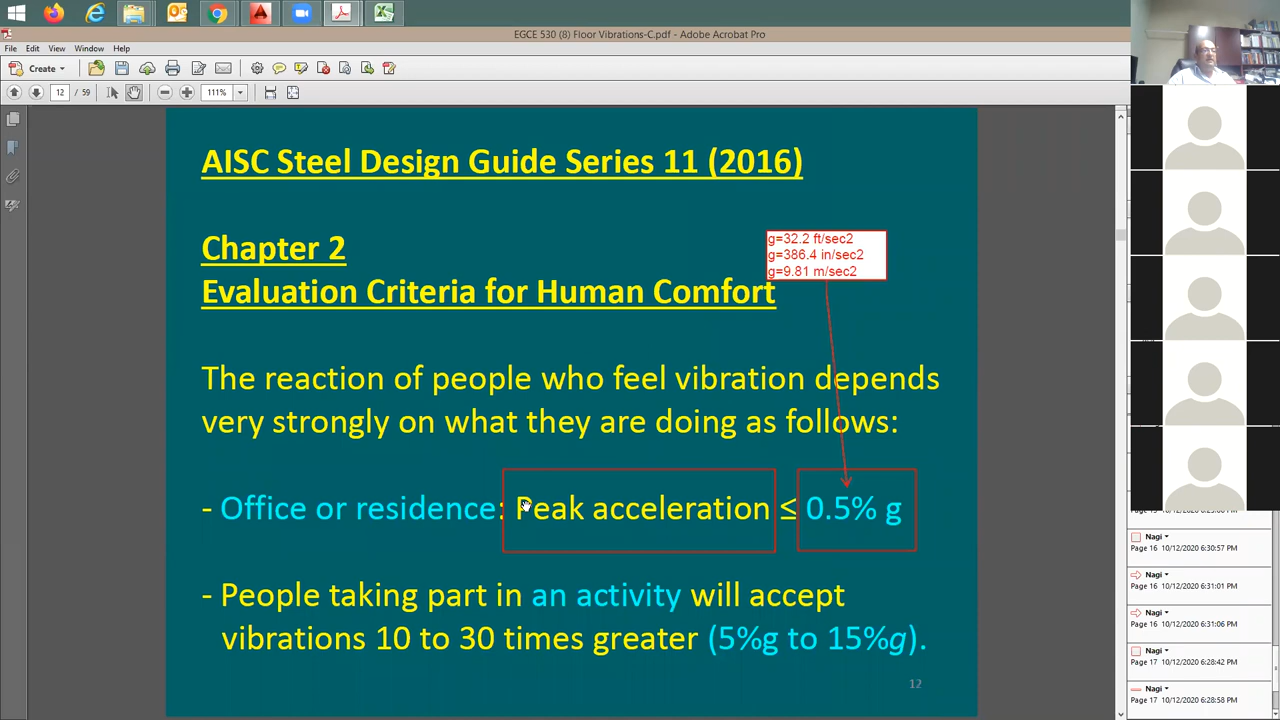 EGCE 530 (8) Floor Vibrations-C.pdf - Adobe Acrobat Pro
File Edit View Window Help
Create
12 / 59 111%
AISC Steel Design Guide Series 11 (2016)
Chapter 2
g=32.2 ft/sec2
g=386.4 in/sec2
g=9.81 m/sec2
Evaluation Criteria for Human Comfort
The reaction of people who feel vibration depends
very strongly on what they are doing as follows:
- Office or residence: Peak acceleration ≤ 0.5% g
- People taking part in an activity will accept
vibrations 10 to 30 times greater (5%g to 15%g).
12
Nagi
Page 16 10/12/2020 6:30:57 PM
Nagi
Page 16 10/12/2020 6:31:01 PM
Nagi
Page 16 10/12/2020 6:31:06 PM
Nagi
Page 17 10/12/2020 6:28:42 PM
Nagi
Page 17 10/12/2020 6:28:58 PM